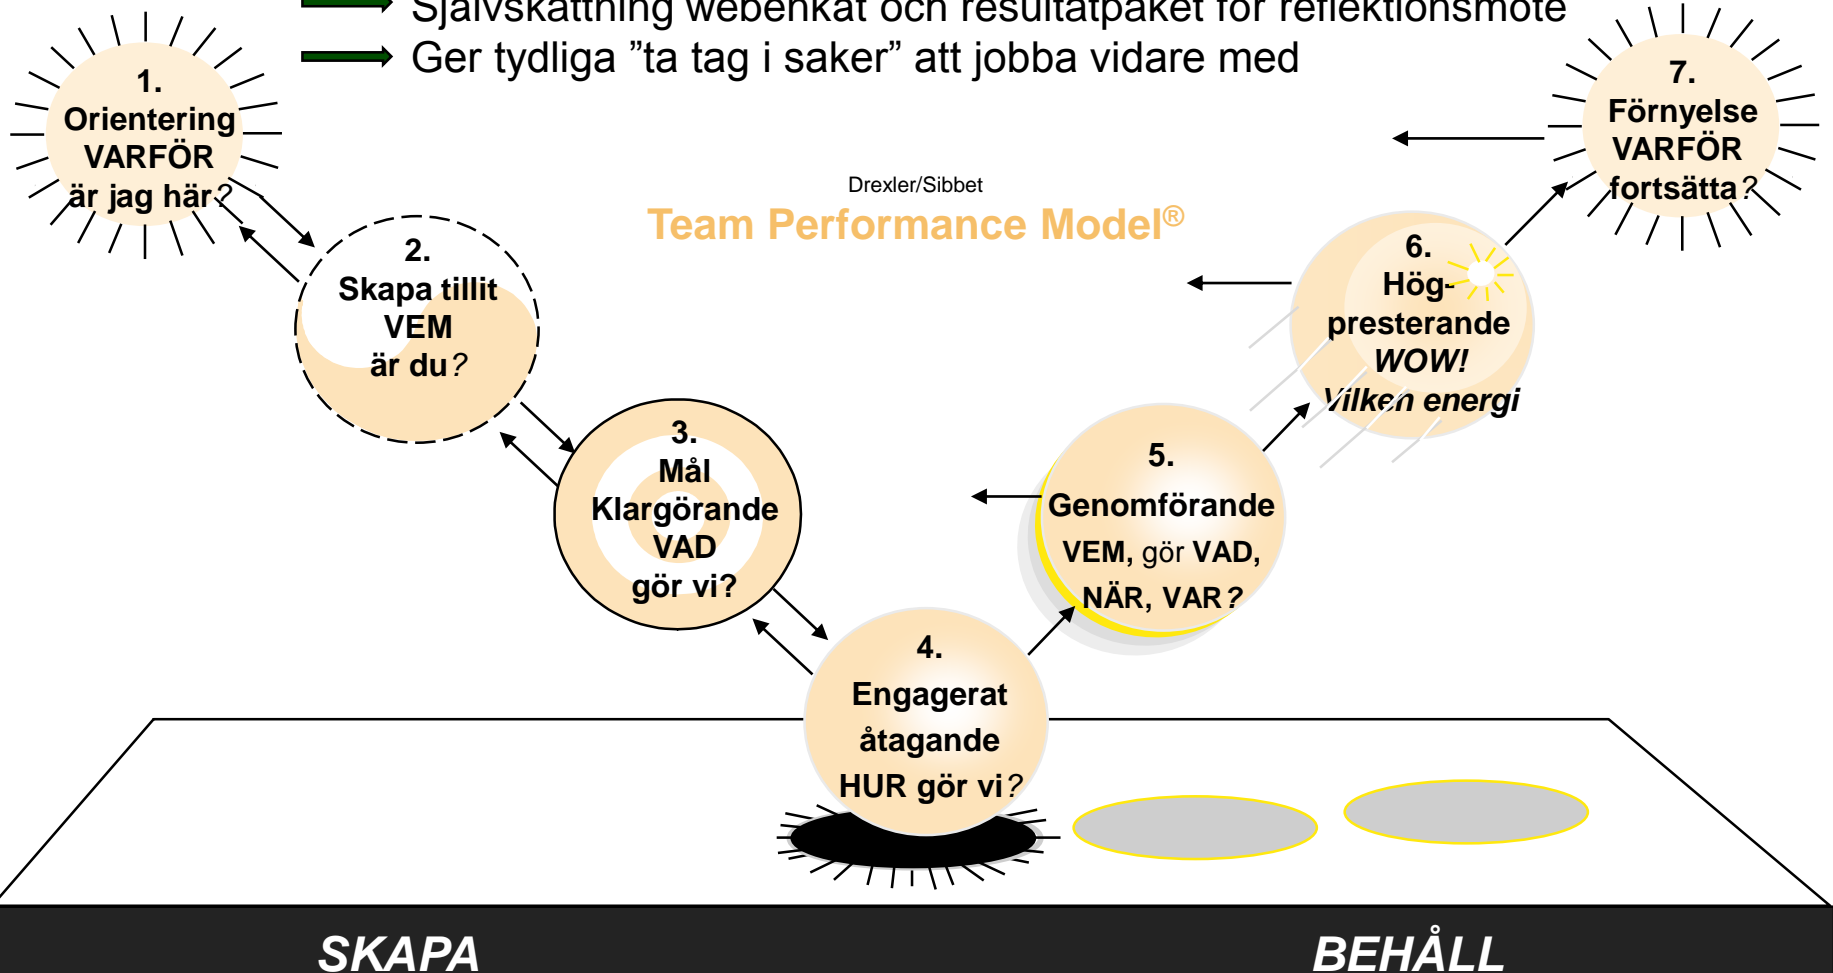 Självskattning webenkät och resultatpaket för reflektionsmöte
Ger tydliga ”ta tag i saker” att jobba vidare med
Drexler/Sibbet
Team Performance Model®
1.
Orientering
VARFÖR
är jag här?
2.
Skapa tillit
VEM
är du?
3.
Mål
Klargörande
VAD
gör vi?
4.
Engagerat
åtagande
HUR gör vi?
5.
Genomförande
VEM, gör VAD,
NÄR, VAR?
6.
Hög-
presterande
WOW!
Vilken energi
7.
Förnyelse
VARFÖR
fortsätta?
SKAPA
BEHÅLL